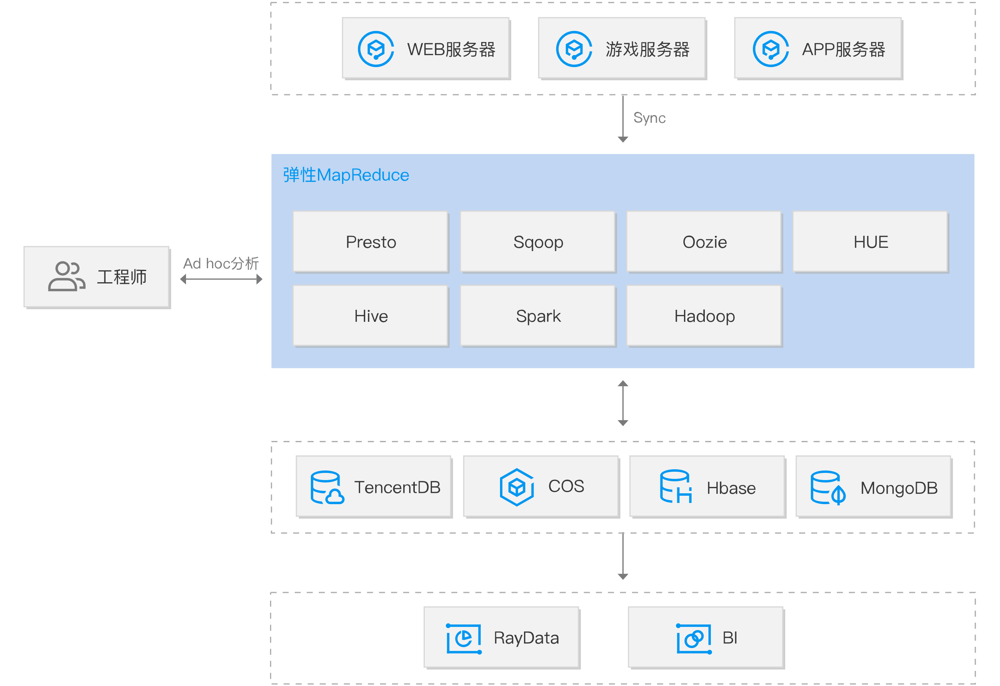 WEB服务器
游戏服务器
APP服务器
Sync
弹性MapReduce
Presto
Sqoop
Oozie
HUE
工程师
Ad hoc分析
Hive
Spark
Hadoop
TencentDB
COS
Hbase
MongoDB
RayData
BI